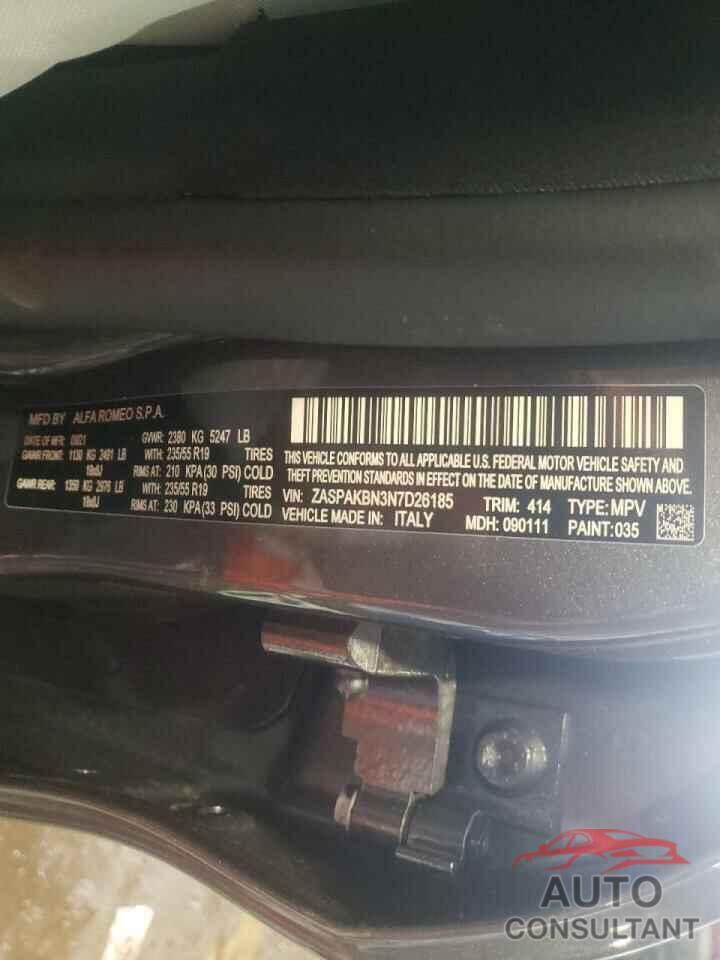 MFD BY ALFA ROMEO S.P.A.
DATE OF MFR: 09/21 GVWR: 2380 KG 5247 LB
GAWR FRONT: 1130 KG 2491 LB WITH: 235/55 R19 TIRES
18x8J RIMS AT: 210 KPA (30 PSI) COLD
GAWR REAR: 1350 KG 2976 LB WITH: 235/55 R19 TIRES
19x8J RIMS AT: 230 KPA (33 PSI) COLD
THIS VEHICLE CONFORMS TO ALL APPLICABLE U.S. FEDERAL MOTOR VEHICLE SAFETY AND
THEFT PREVENTION STANDARDS IN EFFECT ON THE DATE OF MANUFACTURE SHOWN ABOVE.
VIN: ZASPAKBN3N7D26185 TRIM: 414 TYPE: MPV
VEHICLE MADE IN: ITALY MDH: 090111 PAINT: 035
AUTO
CONSULTANT